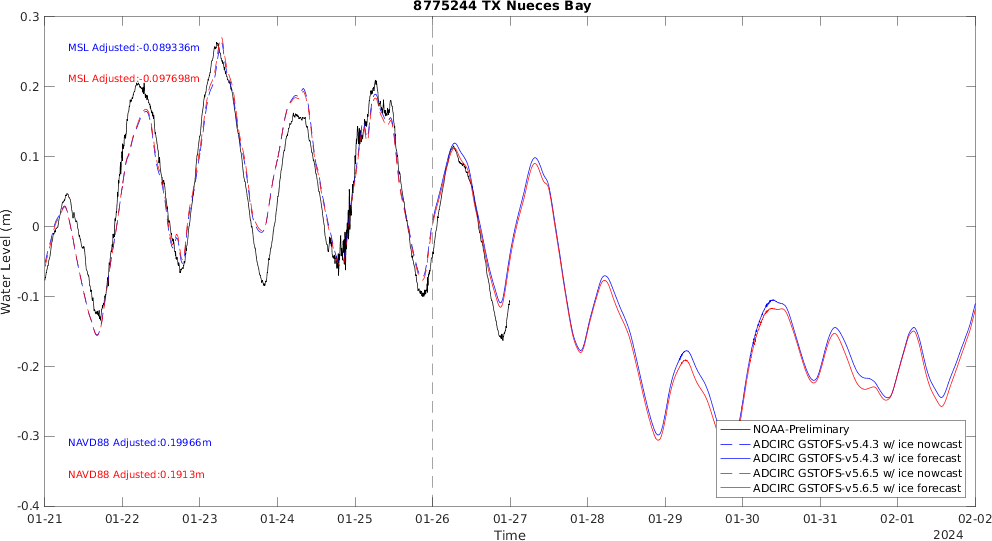 8775244 TX Nueces Bay
0.3
0.2
0.1
0
-0.1
-0.2
-0.3
-0.4
Water Level (m)
MSL Adjusted:-0.089336m
MSL Adjusted:-0.097698m
NAVD88 Adjusted:0.19966m
NAVD88 Adjusted:0.1913m
NOAA-Preliminary
ADCIRC GSTOFS-v5.4.3 w/ ice nowcast
ADCIRC GSTOFS-v5.4.3 w/ ice forecast
ADCIRC GSTOFS-v5.6.5 w/ ice nowcast
ADCIRC GSTOFS-v5.6.5 w/ ice forecast
01-21 01-22 01-23 01-24 01-25 01-26 01-27 01-28 01-29 01-30 01-31 02-01 02-02
Time
2024